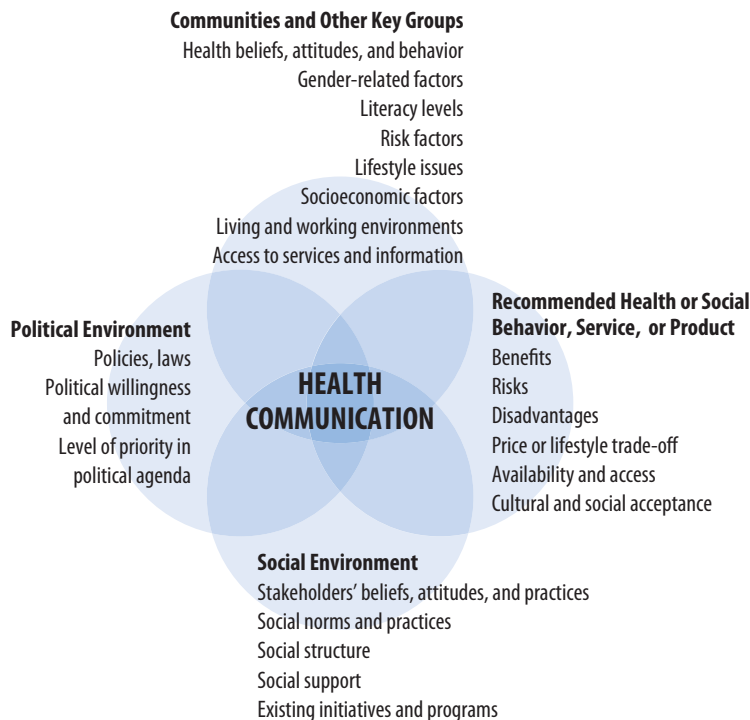 Communities and Other Key Groups
Health beliefs, attitudes, and behavior
Gender-related factors
Literacy levels
Risk factors
Lifestyle issues
Socioeconomic factors
Living and working environments
Access to services and information
Political Environment
Policies, laws
Political willingness
and commitment
Level of priority in
political agenda
HEALTH
COMMUNICATION
Recommended Health or Social
Behavior, Service, or Product
Benefits
Risks
Disadvantages
Price or lifestyle trade-off
Availability and access
Cultural and social acceptance
Social Environment
Stakeholders’ beliefs, attitudes, and practices
Social norms and practices
Social structure
Social support
Existing initiatives and programs